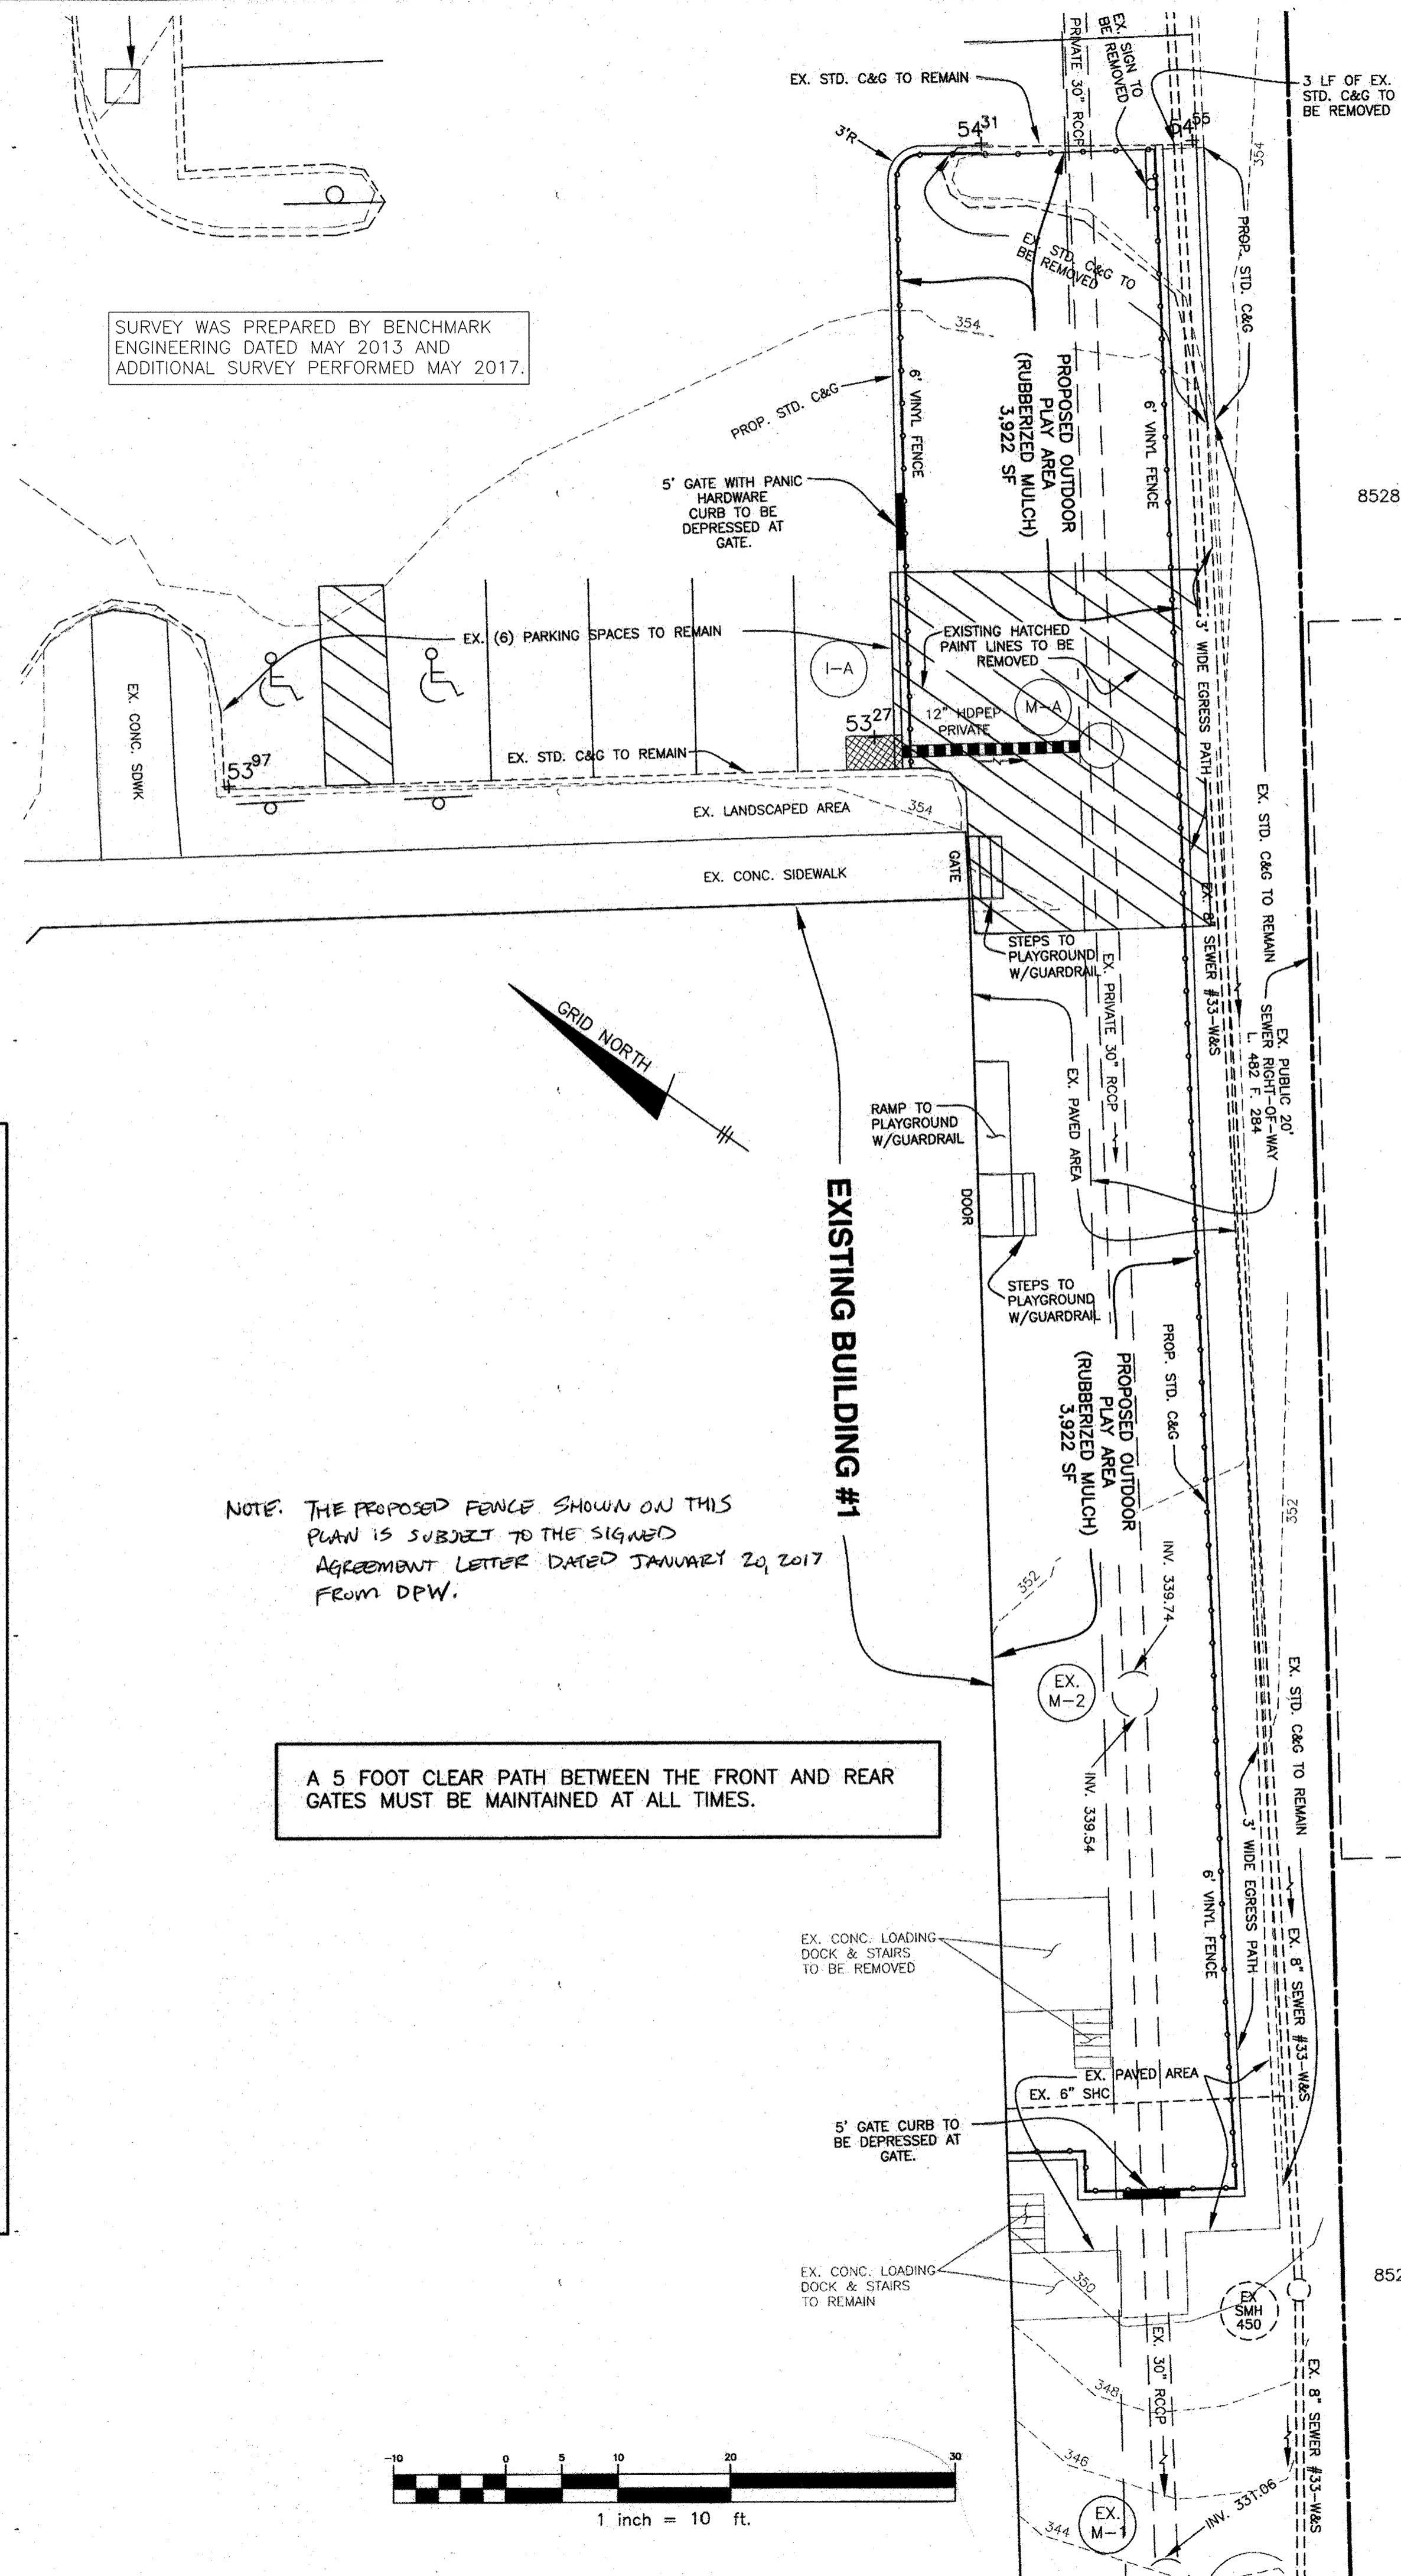 EX. STD. C&G TO REMAIN
PRIVATE 30" RCCP
EX. SIGN TO
BE REMOVED
3 LF OF EX.
STD. C&G TO
BE REMOVED
3'R
54 31
54 55
354
PROP. STD. C&G
EX. STD. C&G TO
BE REMOVED
SURVEY WAS PREPARED BY BENCHMARK
ENGINEERING DATED MAY 2013 AND
ADDITIONAL SURVEY PERFORMED MAY 2017.
354
PROP. STD. C&G
6' VINYL FENCE
PROPOSED OUTDOOR
PLAY AREA
(RUBBERIZED MULCH)
3,922 SF
6' VINYL FENCE
5' GATE WITH PANIC
HARDWARE
CURB TO BE
DEPRESSED AT
GATE.
8528
EX. (6) PARKING SPACES TO REMAIN
I-A
EXISTING HATCHED
PAINT LINES TO BE
REMOVED
3' WIDE EGRESS PATH
EX. CONC. SDWK
M-A
12" HDPEP
PRIVATE
53 27
53 97
EX. STD. C&G TO REMAIN
EX. LANDSCAPED AREA
354
EX. CONC. SIDEWALK
GATE
EX. STD. C&G TO REMAIN
EX. 8" SEWER #33-W&S
STEPS TO
PLAYGROUND
W/GUARDRAIL
EX. PRIVATE 30" RCCP
GRID NORTH
EX. PUBLIC 20'
SEWER RIGHT-OF-WAY
L. 482 F. 284
EX. PAVED AREA
RAMP TO
PLAYGROUND
W/GUARDRAIL
DOOR
EXISTING BUILDING #1
STEPS TO
PLAYGROUND
W/GUARDRAIL
PROP. STD. C&G
PROPOSED OUTDOOR
PLAY AREA
(RUBBERIZED MULCH)
3,922 SF
352
NOTE: THE PROPOSED FENCE SHOWN ON THIS
PLAN IS SUBJECT TO THE SIGNED
AGREEMENT LETTER DATED JANUARY 20, 2017
FROM DPW.
352
INV. 339.74
EX.
M-2
EX. STD. C&G TO REMAIN
A 5 FOOT CLEAR PATH BETWEEN THE FRONT AND REAR
GATES MUST BE MAINTAINED AT ALL TIMES.
INV. 339.54
3' WIDE EGRESS PATH
6' VINYL FENCE
EX. 8" SEWER #33-W&S
EX. CONC. LOADING
DOCK & STAIRS
TO BE REMOVED
EX. PAVED AREA
EX. 6" SHC
5' GATE CURB TO
BE DEPRESSED AT
GATE.
EX. CONC. LOADING
DOCK & STAIRS
TO REMAIN
350
852
EX
SMH
450
EX. 30" RCCP
348
EX. 8" SEWER #33-W&S
346
-10 0 5 10 20 30
1 inch = 10 ft.
344
EX.
M-1
INV. 331.06